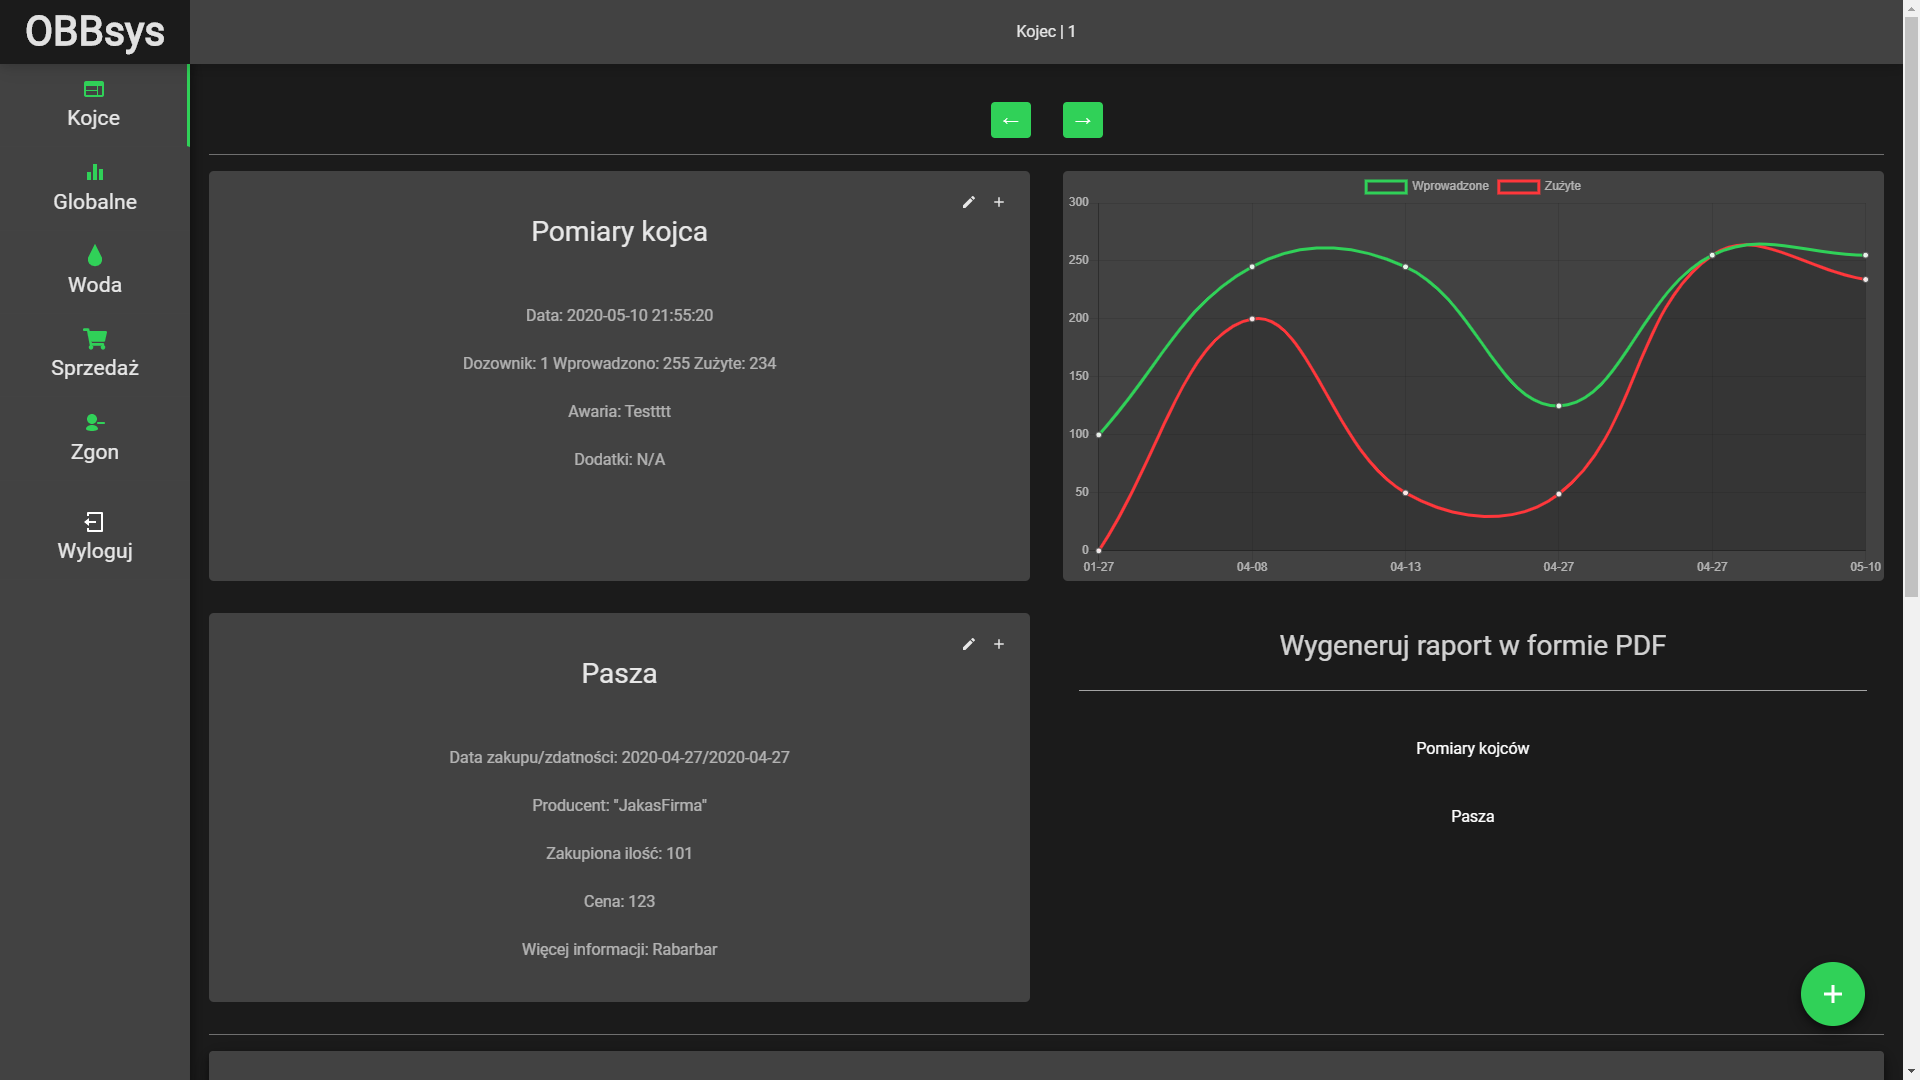 OBBsys
Kojec | 1
Kojce
Globalne
Woda
Sprzedaż
Zgon
Wyloguj
← →
Pomiary kojca
Data: 2020-05-10 21:55:20
Dozownik: 1 Wprowadzono: 255 Zużyte: 234
Awaria: Testttt
Dodatki: N/A
Wprowadzone Zużyte
300
250
200
150
100
50
0
01-27 04-08 04-13 04-27 04-27 05-10
Pasza
Data zakupu/zdatności: 2020-04-27/2020-04-27
Producent: "JakasFirma"
Zakupiona ilość: 101
Cena: 123
Więcej informacji: Rabarbar
Wygeneruj raport w formie PDF
Pomiary kojców
Pasza